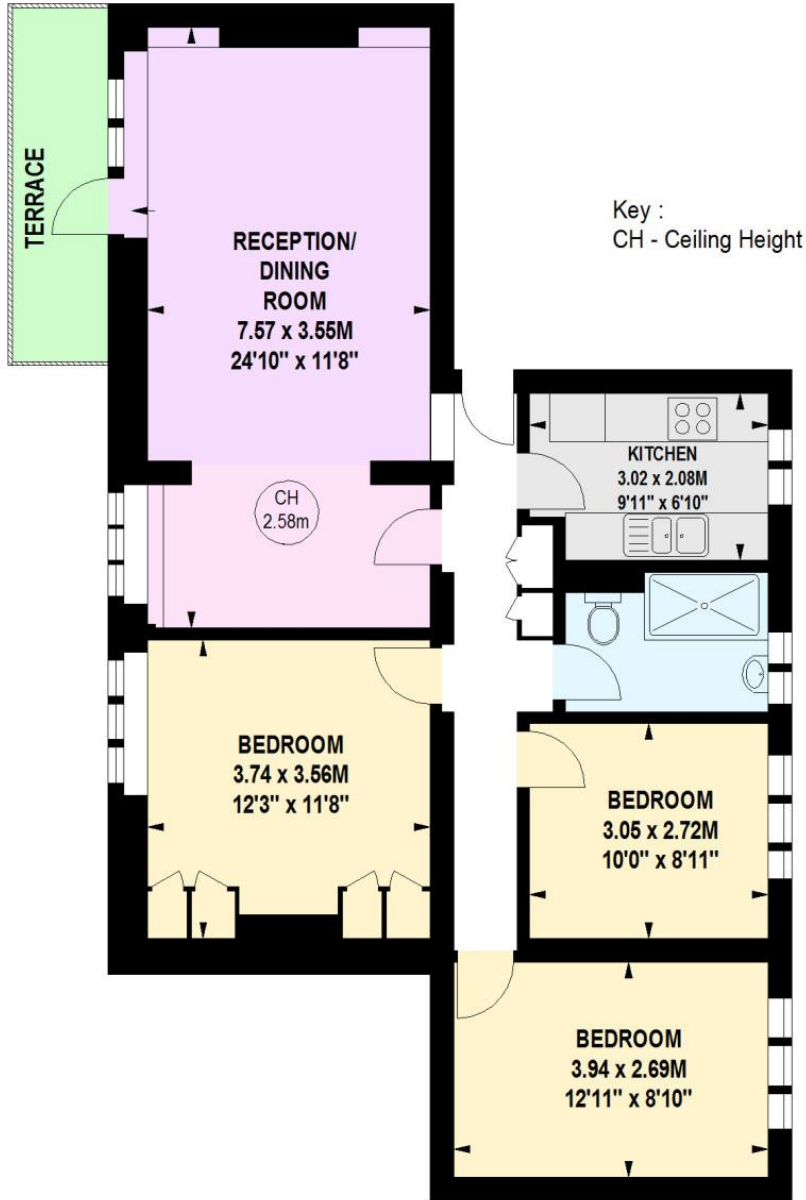 TERRACE
RECEPTION/
DINING
ROOM
7.57 x 3.55M
24'10" x 11'8"
Key :
CH - Ceiling Height
KITCHEN
3.02 x 2.08M
9'11" x 6'10"
CH
2.58m
BEDROOM
3.74 x 3.56M
12'3" x 11'8"
BEDROOM
3.05 x 2.72M
10'0" x 8'11"
BEDROOM
3.94 x 2.69M
12'11" x 8'10"